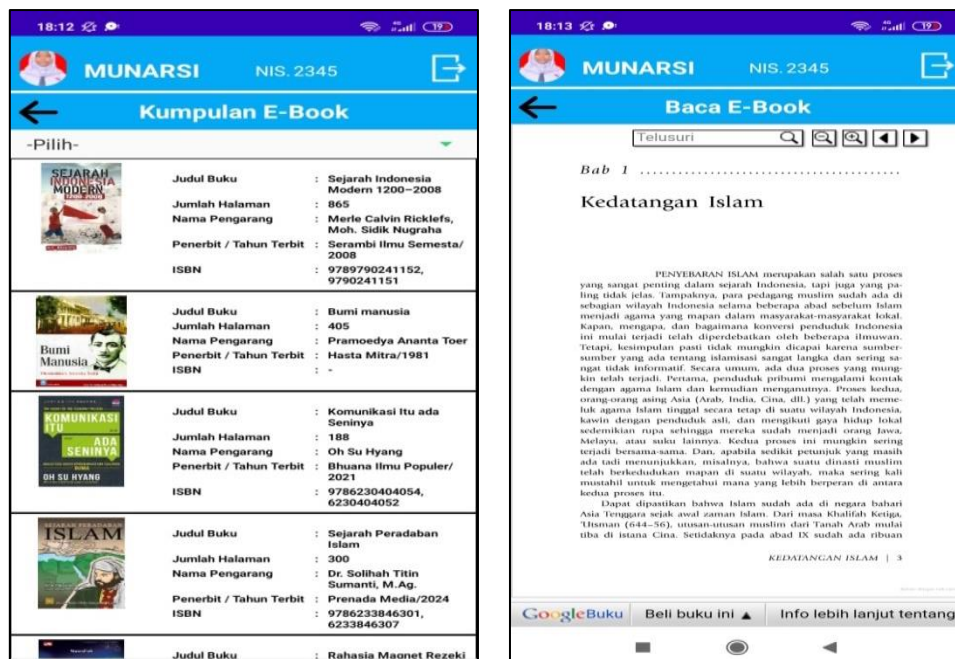 18:12
4G
19
MUNARSI NIS. 2345
Kumpulan E-Book
-Pilih-
SEJARAH
INDONESIA
MODERN
1200-2008
Judul Buku : Sejarah Indonesia
Modern 1200–2008
Jumlah Halaman : 865
Nama Pengarang : Merle Calvin Ricklefs,
Moh. Sidik Nugraha
Penerbit / Tahun Terbit : Serambi Ilmu Semesta/
2008
ISBN : 9789790241152,
9790241151
Bumi
Manusia
Judul Buku : Bumi manusia
Jumlah Halaman : 405
Nama Pengarang : Pramoedya Ananta Toer
Penerbit / Tahun Terbit : Hasta Mitra/1981
ISBN : -
KOMUNIKASI
ITU
ADA
SENINYA
OH SU HYANG
Judul Buku : Komunikasi Itu ada
Seninya
Jumlah Halaman : 188
Nama Pengarang : Oh Su Hyang
Penerbit / Tahun Terbit : Bhuana Ilmu Populer/
2021
ISBN : 9786230404054,
6230404052
SEJARAH PERADABAN
ISLAM
Judul Buku : Sejarah Peradaban
Islam
Jumlah Halaman : 300
Nama Pengarang : Dr. Solihah Titin
Sumanti, M.Ag.
Penerbit / Tahun Terbit : Prenada Media/2024
ISBN : 9786233846301,
6233846307
Judul Buku : Rahasia Magnet Rezeki
18:13
4G
19
MUNARSI NIS. 2345
Baca E-Book
Telusuri
Bab 1 ........................................
Kedatangan Islam
PENYEBARAN ISLAM merupakan salah satu proses
yang sangat penting dalam sejarah Indonesia, tapi juga yang pa-
ling tidak jelas. Tampaknya, para pedagang muslim sudah ada di
sebagian wilayah Indonesia selama beberapa abad sebelum Islam
menjadi agama yang mapan dalam masyarakat-masyarakat lokal.
Kapan, mengapa, dan bagaimana konversi penduduk Indonesia
ini mulai terjadi telah diperdebatkan oleh beberapa ilmuwan.
Tetapi, kesimpulan pasti tidak mungkin dicapai karena sumber-
sumber yang ada tentang islamisasi sangat langka dan sering sa-
ngat tidak informatif. Secara umum, ada dua proses yang mung-
kin telah terjadi. Pertama, penduduk pribumi mengalami kontak
dengan agama Islam dan kemudian menganutnya. Proses kedua,
orang-orang asing Asia (Arab, India, Cina, dll.) yang telah meme-
luk agama Islam tinggal secara tetap di suatu wilayah Indonesia,
kawin dengan penduduk asli, dan mengikuti gaya hidup lokal
sedemikian rupa sehingga mereka sudah menjadi orang Jawa,
Melayu, atau suku lainnya. Kedua proses ini mungkin sering
terjadi bersama-sama. Dan, apabila sedikit petunjuk yang masih
ada tadi menunjukkan, misalnya, bahwa suatu dinasti muslim
telah berkedudukan mapan di suatu wilayah, maka sering kali
mustahil untuk mengetahui mana yang lebih berperan di antara
kedua proses itu.
Dapat dipastikan bahwa Islam sudah ada di negara bahari
Asia Tenggara sejak awal zaman Islam. Dari masa Khalifah Ketiga,
'Utsman (644–56), utusan-utusan muslim dari Tanah Arab mulai
tiba di istana Cina. Setidaknya pada abad IX sudah ada ribuan
KEDATANGAN ISLAM | 3
GoogleBuku Beli buku ini ▲ Info lebih lanjut tentang